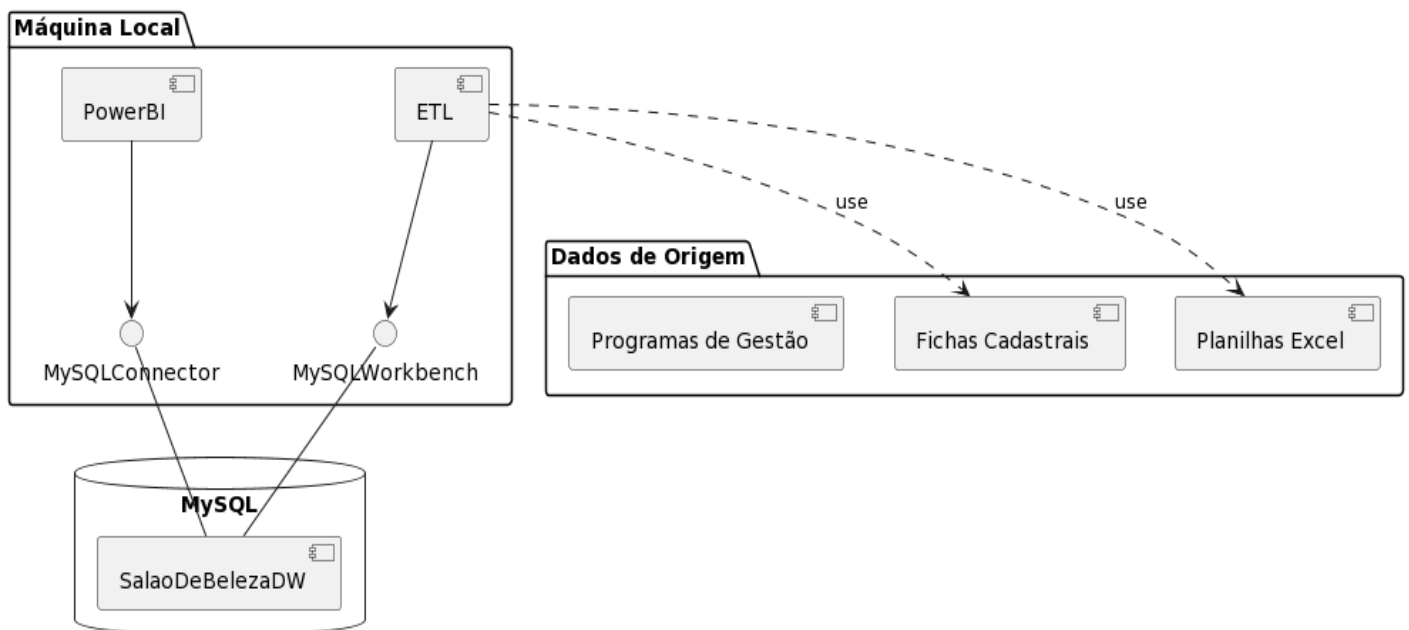 Máquina Local
PowerBI
ETL
use
use
Dados de Origem
Programas de Gestão
Fichas Cadastrais
Planilhas Excel
MySQLConnector
MySQLWorkbench
MySQL
SalaoDeBelezaDW